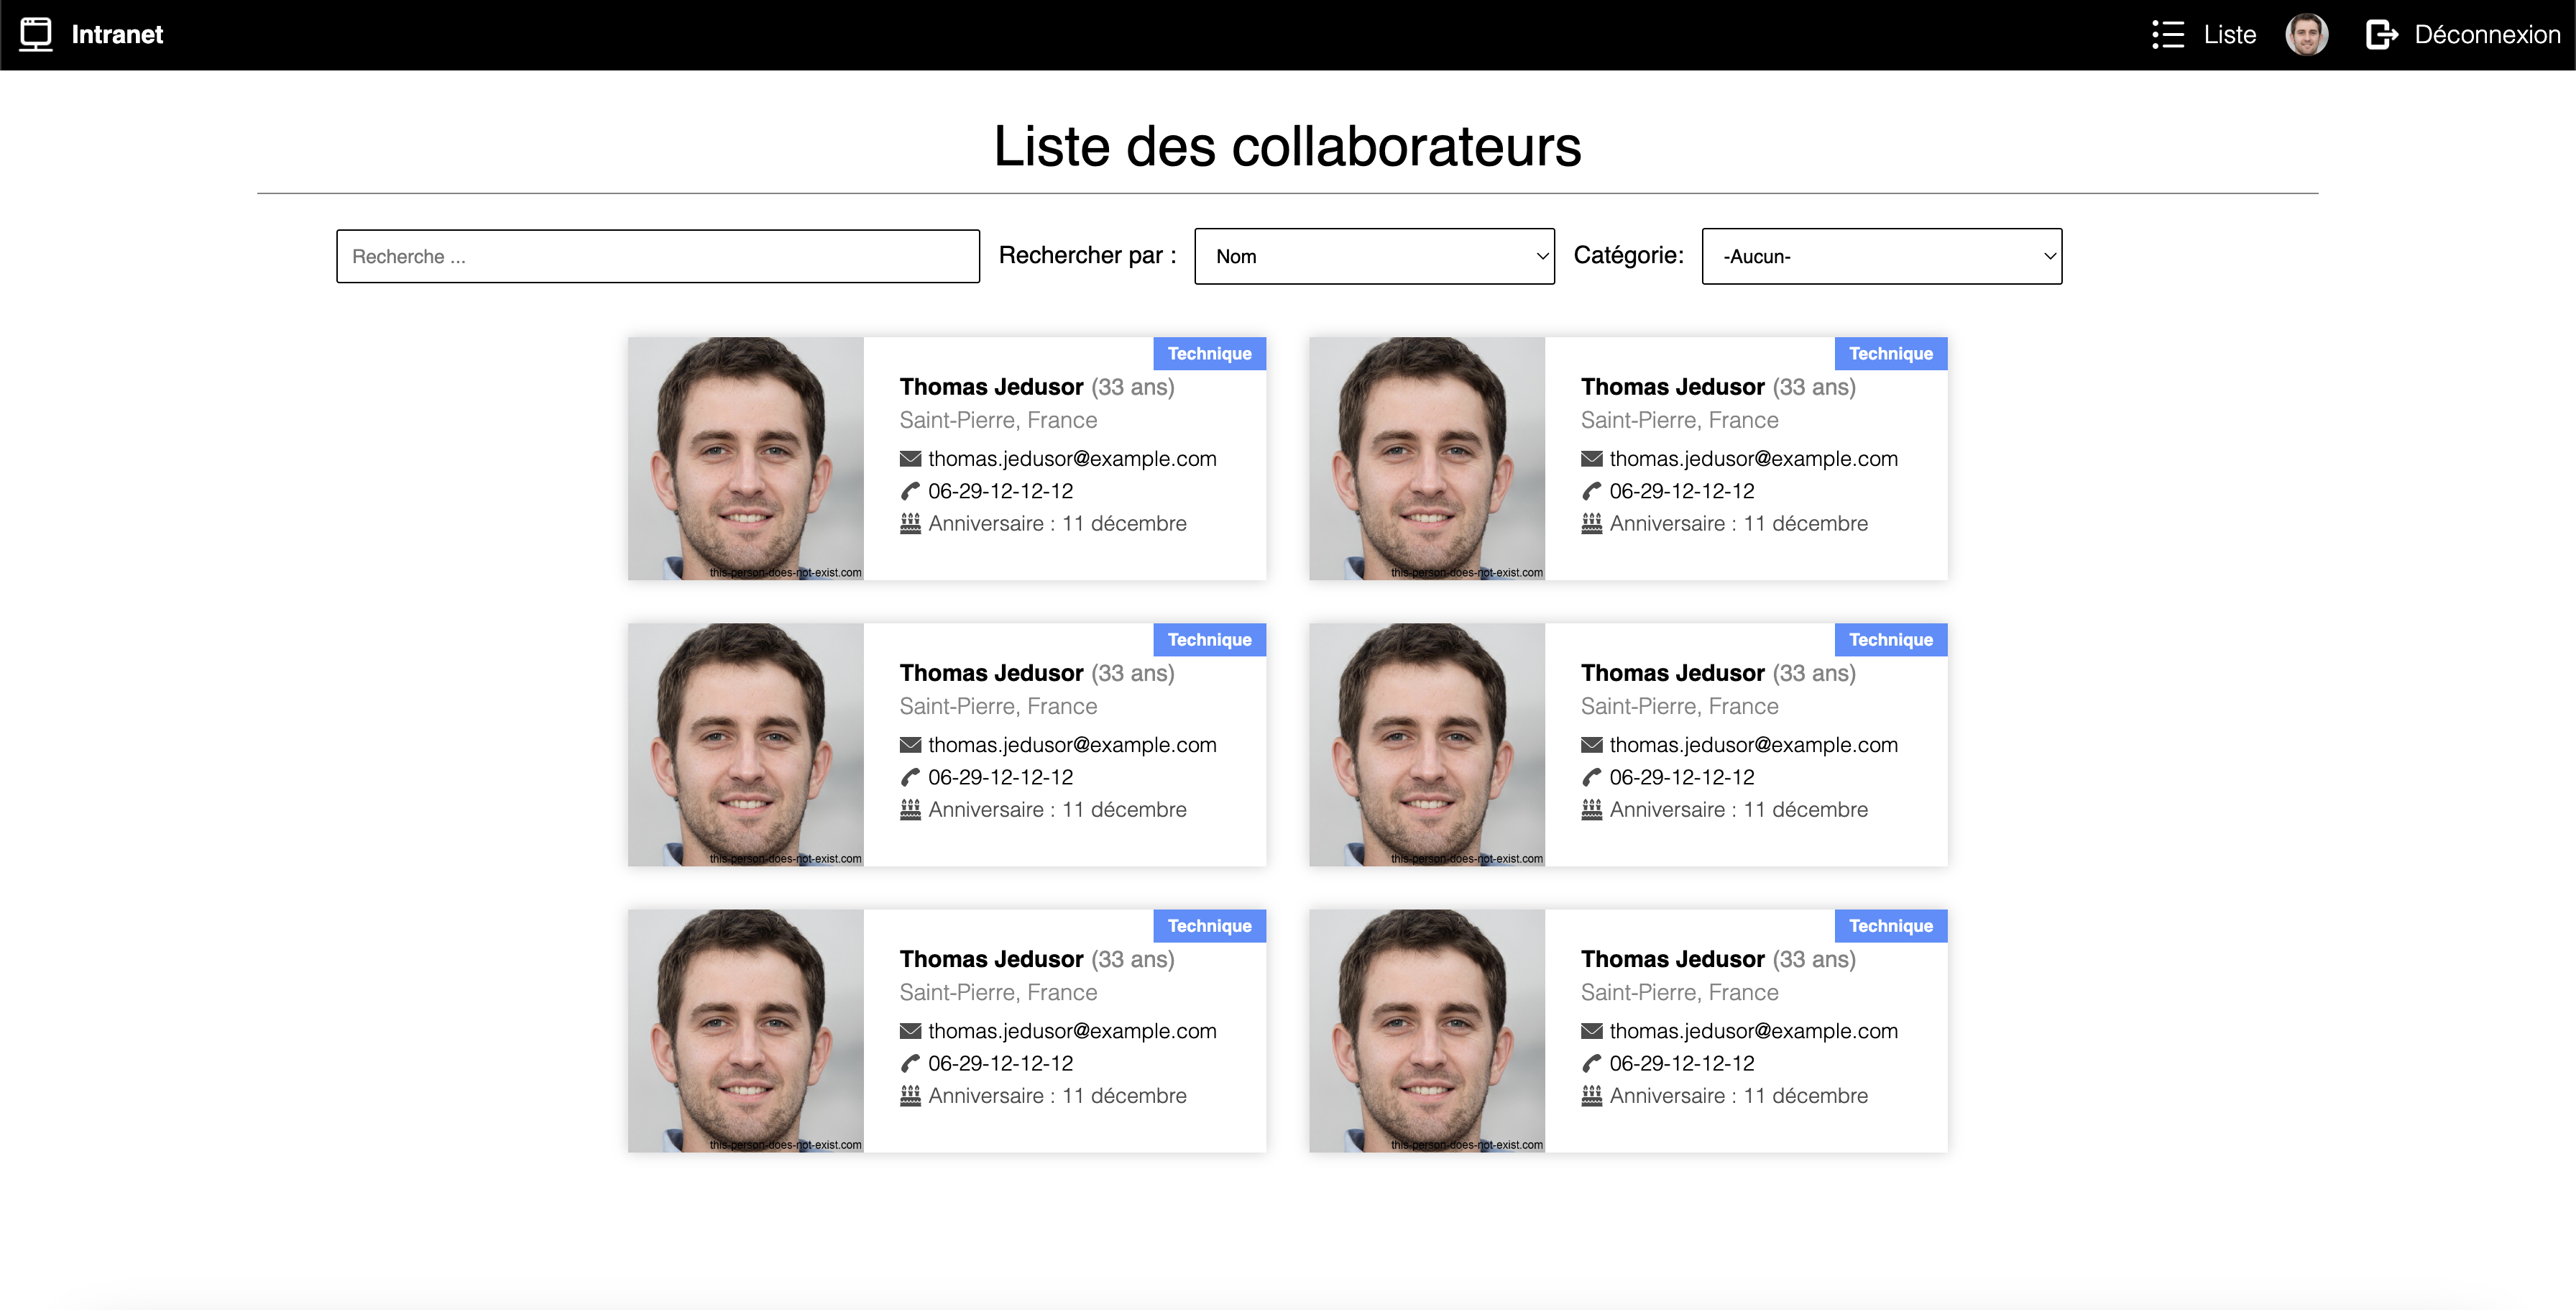 Intranet
Liste
Déconnexion
Liste des collaborateurs
Recherche ...
Rechercher par :
Nom
Catégorie:
-Aucun-
Technique
Thomas Jedusor (33 ans)
Saint-Pierre, France
thomas.jedusor@example.com
06-29-12-12-12
Anniversaire : 11 décembre
this-person-does-not-exist.com
Technique
Thomas Jedusor (33 ans)
Saint-Pierre, France
thomas.jedusor@example.com
06-29-12-12-12
Anniversaire : 11 décembre
this-person-does-not-exist.com
Technique
Thomas Jedusor (33 ans)
Saint-Pierre, France
thomas.jedusor@example.com
06-29-12-12-12
Anniversaire : 11 décembre
this-person-does-not-exist.com
Technique
Thomas Jedusor (33 ans)
Saint-Pierre, France
thomas.jedusor@example.com
06-29-12-12-12
Anniversaire : 11 décembre
this-person-does-not-exist.com
Technique
Thomas Jedusor (33 ans)
Saint-Pierre, France
thomas.jedusor@example.com
06-29-12-12-12
Anniversaire : 11 décembre
this-person-does-not-exist.com
Technique
Thomas Jedusor (33 ans)
Saint-Pierre, France
thomas.jedusor@example.com
06-29-12-12-12
Anniversaire : 11 décembre
this-person-does-not-exist.com